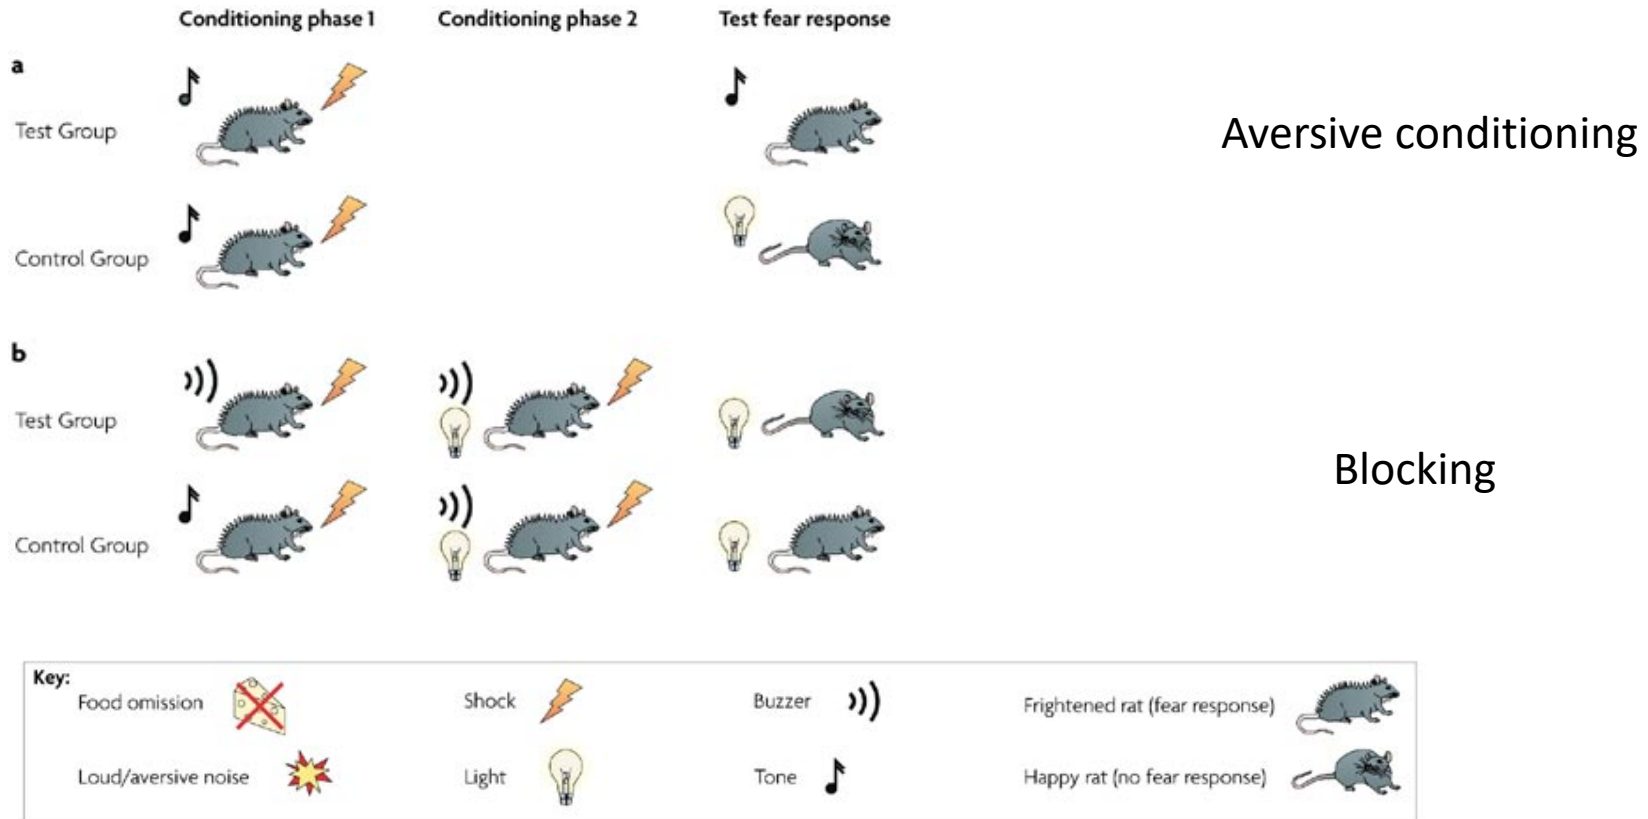 Conditioning phase 1 Conditioning phase 2 Test fear response
a
Test Group
Aversive conditioning
Control Group
b
Test Group
Blocking
Control Group
Key:
Food omission Shock Buzzer Frightened rat (fear response)
Loud/aversive noise Light Tone Happy rat (no fear response)